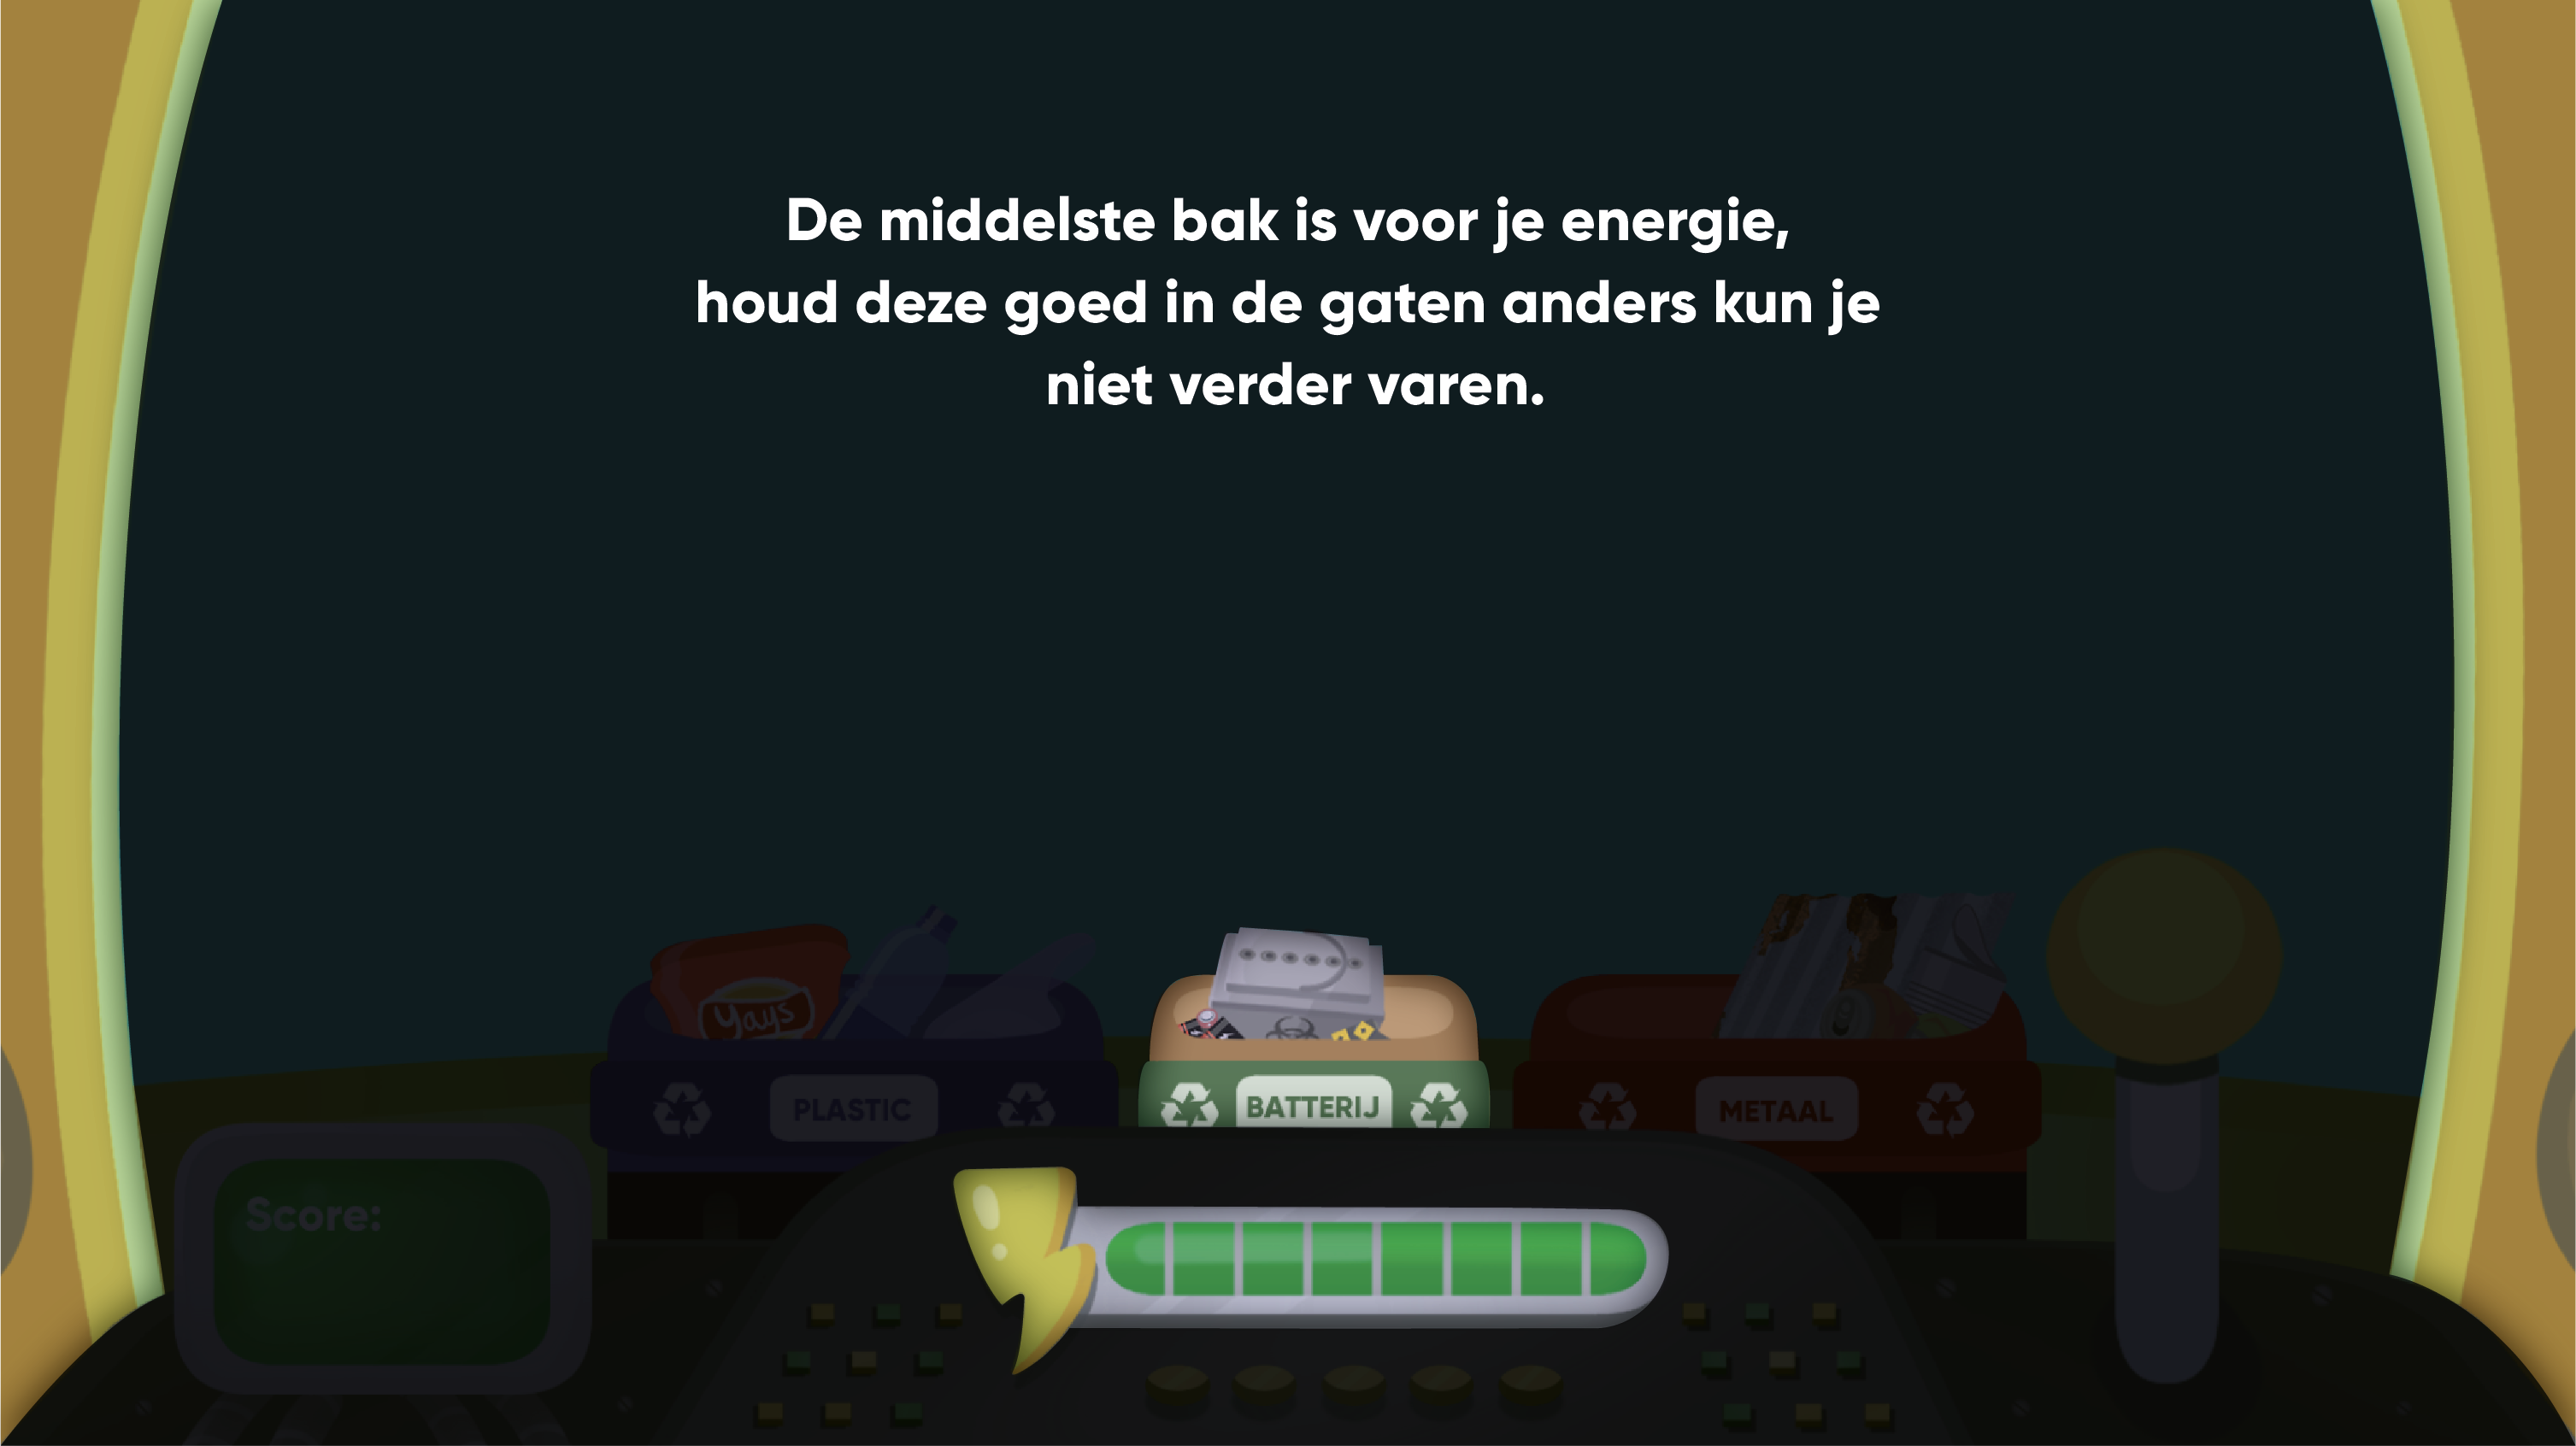 De middelste bak is voor je energie,
houd deze goed in de gaten anders kun je
niet verder varen.
yays
PLASTIC
BATTERIJ
METAAL
Score: